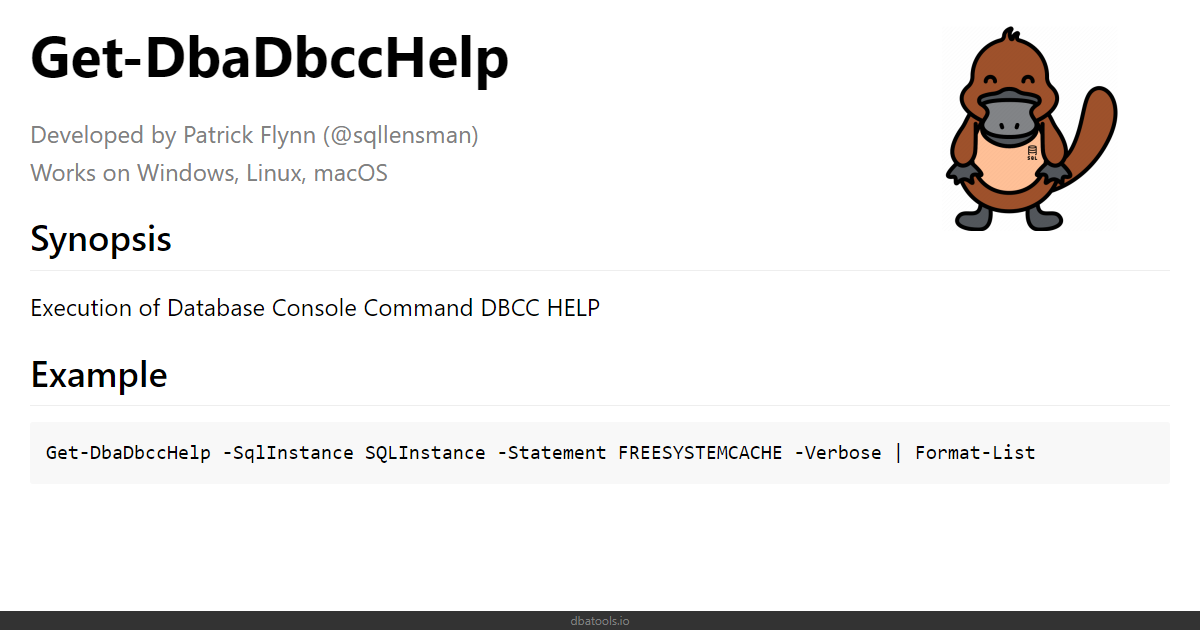 Get-DbaDbccHelp
Developed by Patrick Flynn (@sqllensman)
Works on Windows, Linux, macOS
SQL
Synopsis
Execution of Database Console Command DBCC HELP
Example
Get-DbaDbccHelp -SqlInstance SQLInstance -Statement FREESYSTEMCACHE -Verbose | Format-List
dbatools.io